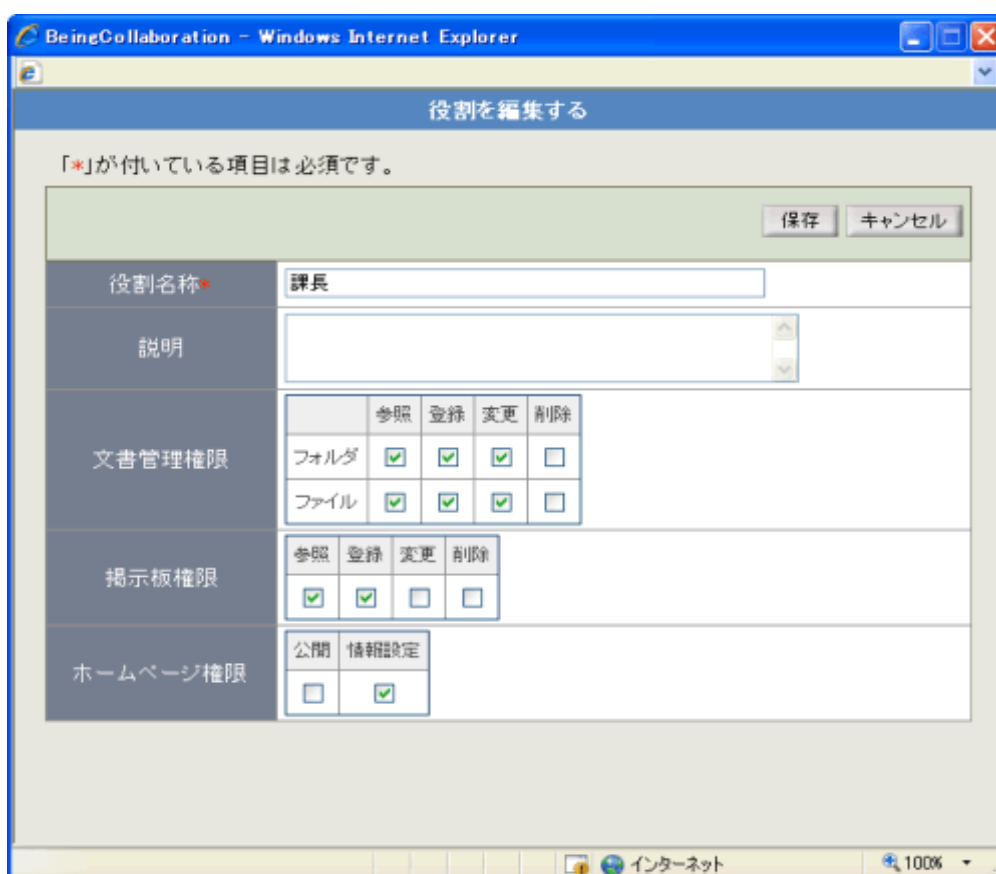 BeingCollaboration - Windows Internet Explorer
役割を編集する
「*」が付いている項目は必須です。
保存 キャンセル
役割名称* 課長
説明
文書管理権限
参照 登録 変更 削除
フォルダ
ファイル
掲示板権限
参照 登録 変更 削除
ホームページ権限
公開 情報設定
インターネット 100%